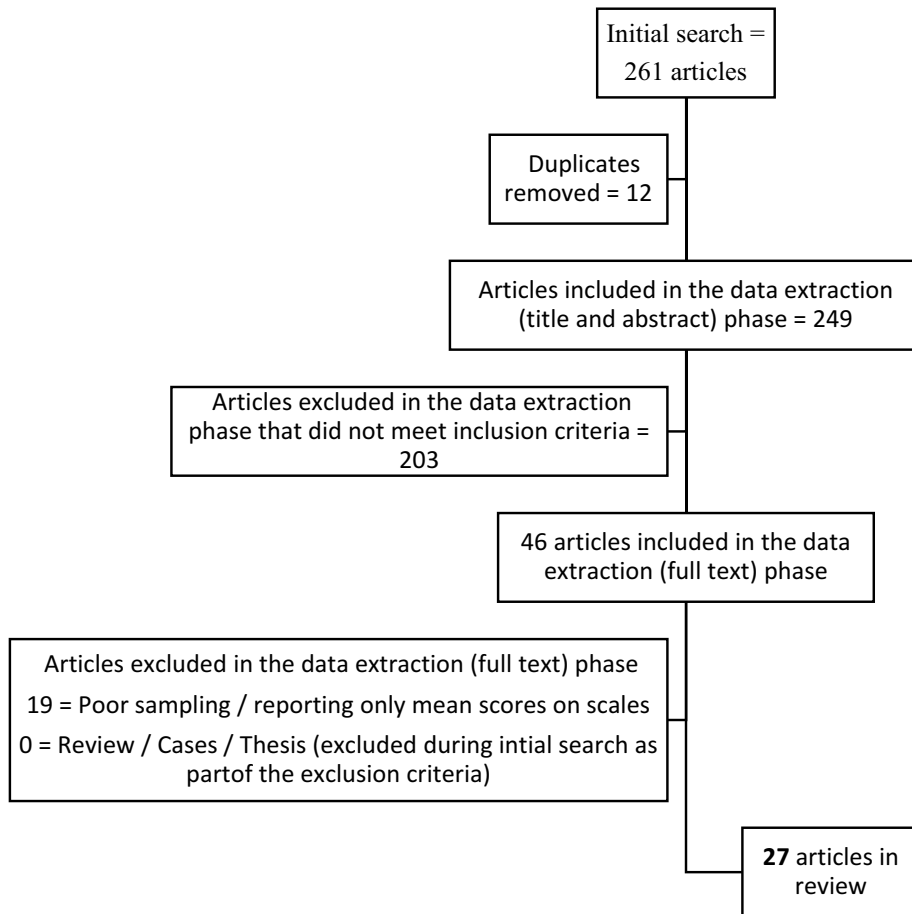 Initial search =
261 articles
Duplicates
removed = 12
Articles included in the data extraction
(title and abstract) phase = 249
Articles excluded in the data extraction
phase that did not meet inclusion criteria =
203
46 articles included in the data
extraction (full text) phase
Articles excluded in the data extraction (full text) phase
19 = Poor sampling / reporting only mean scores on scales
0 = Review / Cases / Thesis (excluded during intial search as
partof the exclusion criteria)
27 articles in
review